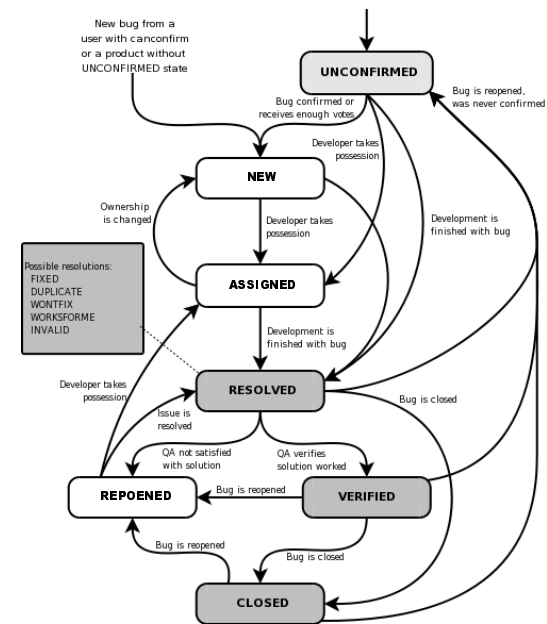 New bug from a
user with canconfirm
or a product without
UNCONFIRMED state
UNCONFIRMED
Bug is reopened,
was never confirmed
Bug confirmed or
receives enough votes
Developer takes
possession
NEW
Ownership
is changed
Developer takes
possession
Development is
finished with bug
Possible resolutions:
FIXED
DUPLICATE
WONTFIX
WORKSFORME
INVALID
ASSIGNED
Development is
finished with bug
Developer takes
possession
RESOLVED
Bug is closed
Issue is
resolved
QA not satisfied
with solution
QA verifies
solution worked
REPOENED
Bug is reopened
VERIFIED
Bug is reopened
Bug is closed
CLOSED